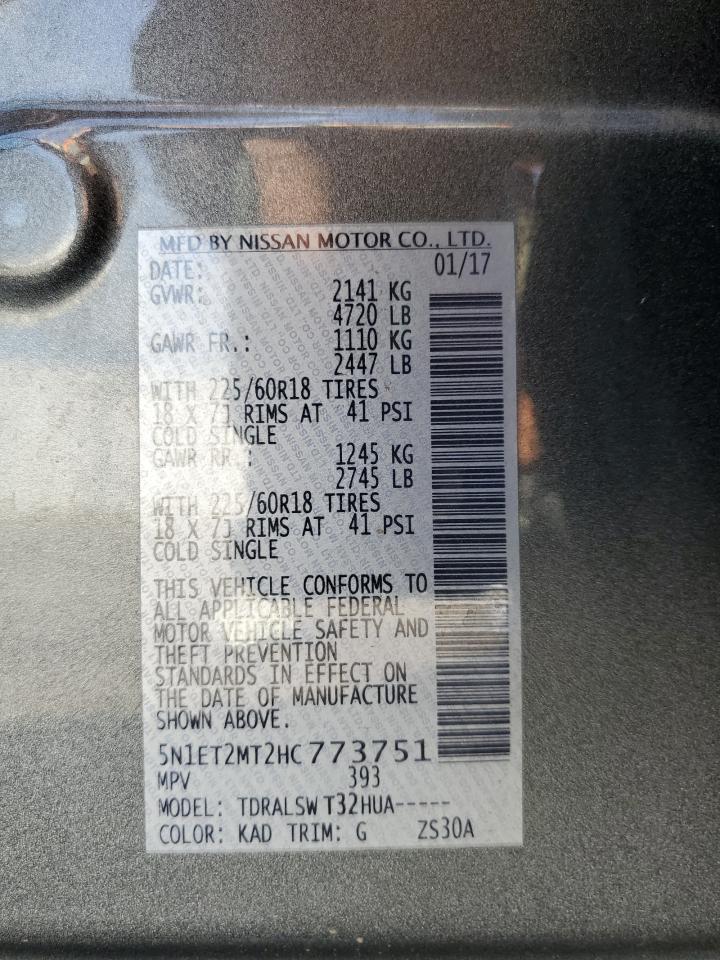 MFD BY NISSAN MOTOR CO., LTD.
DATE: 01/17
GVWR: 2141 KG
4720 LB
GAWR FR.: 1110 KG
2447 LB
WITH 225/60R18 TIRES
18 X 7J RIMS AT 41 PSI
COLD SINGLE
GAWR RR.: 1245 KG
2745 LB
WITH 225/60R18 TIRES
18 X 7J RIMS AT 41 PSI
COLD SINGLE
THIS VEHICLE CONFORMS TO
ALL APPLICABLE FEDERAL
MOTOR VEHICLE SAFETY AND
THEFT PREVENTION
STANDARDS IN EFFECT ON
THE DATE OF MANUFACTURE
SHOWN ABOVE.
5N1ET2MT2HC773751
MPV 393
MODEL: TDRALSWT32HUA-----
COLOR: KAD TRIM: G ZS30A